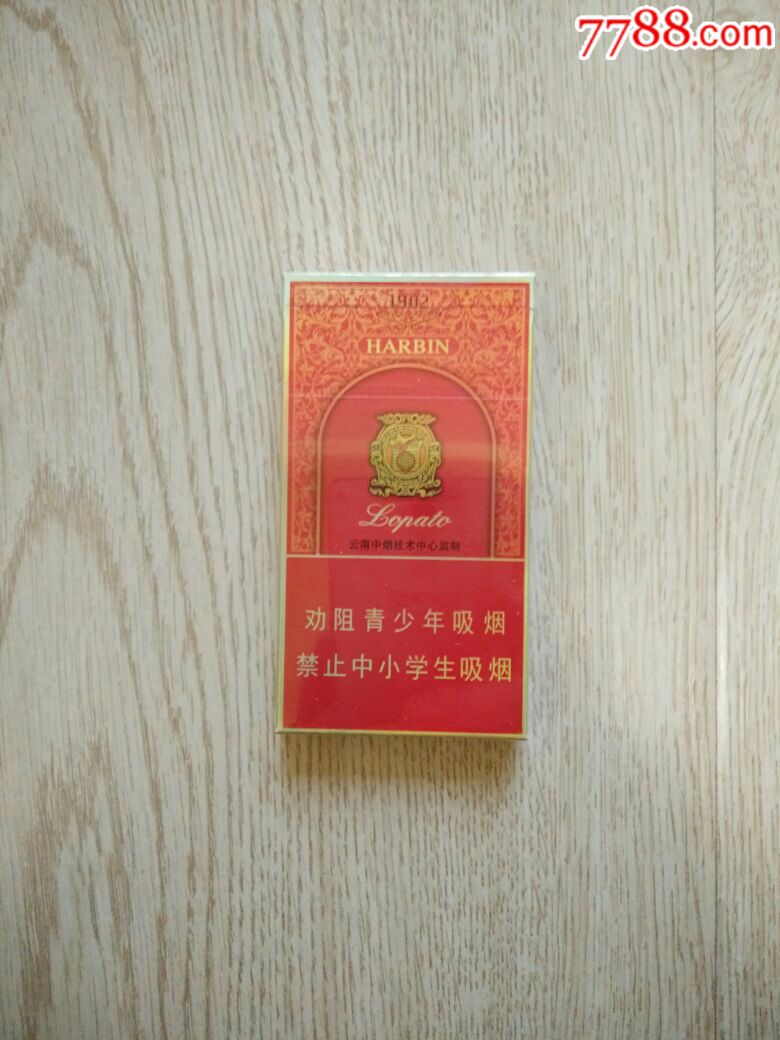 7788.com
1902
HARBIN
Lopato
云南中烟技术中心监制
劝阻青少年吸烟
禁止中小学生吸烟